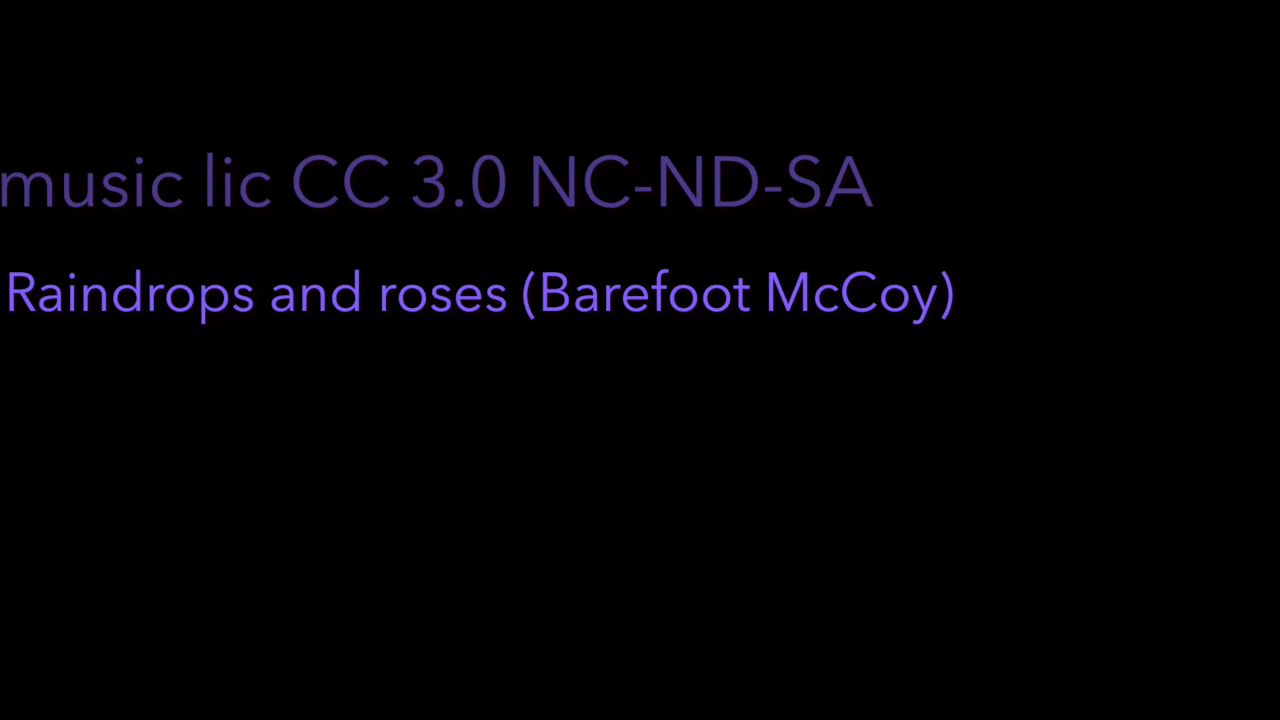 music lic CC 3.0 NC-ND-SA
Raindrops and roses (Barefoot McCoy)